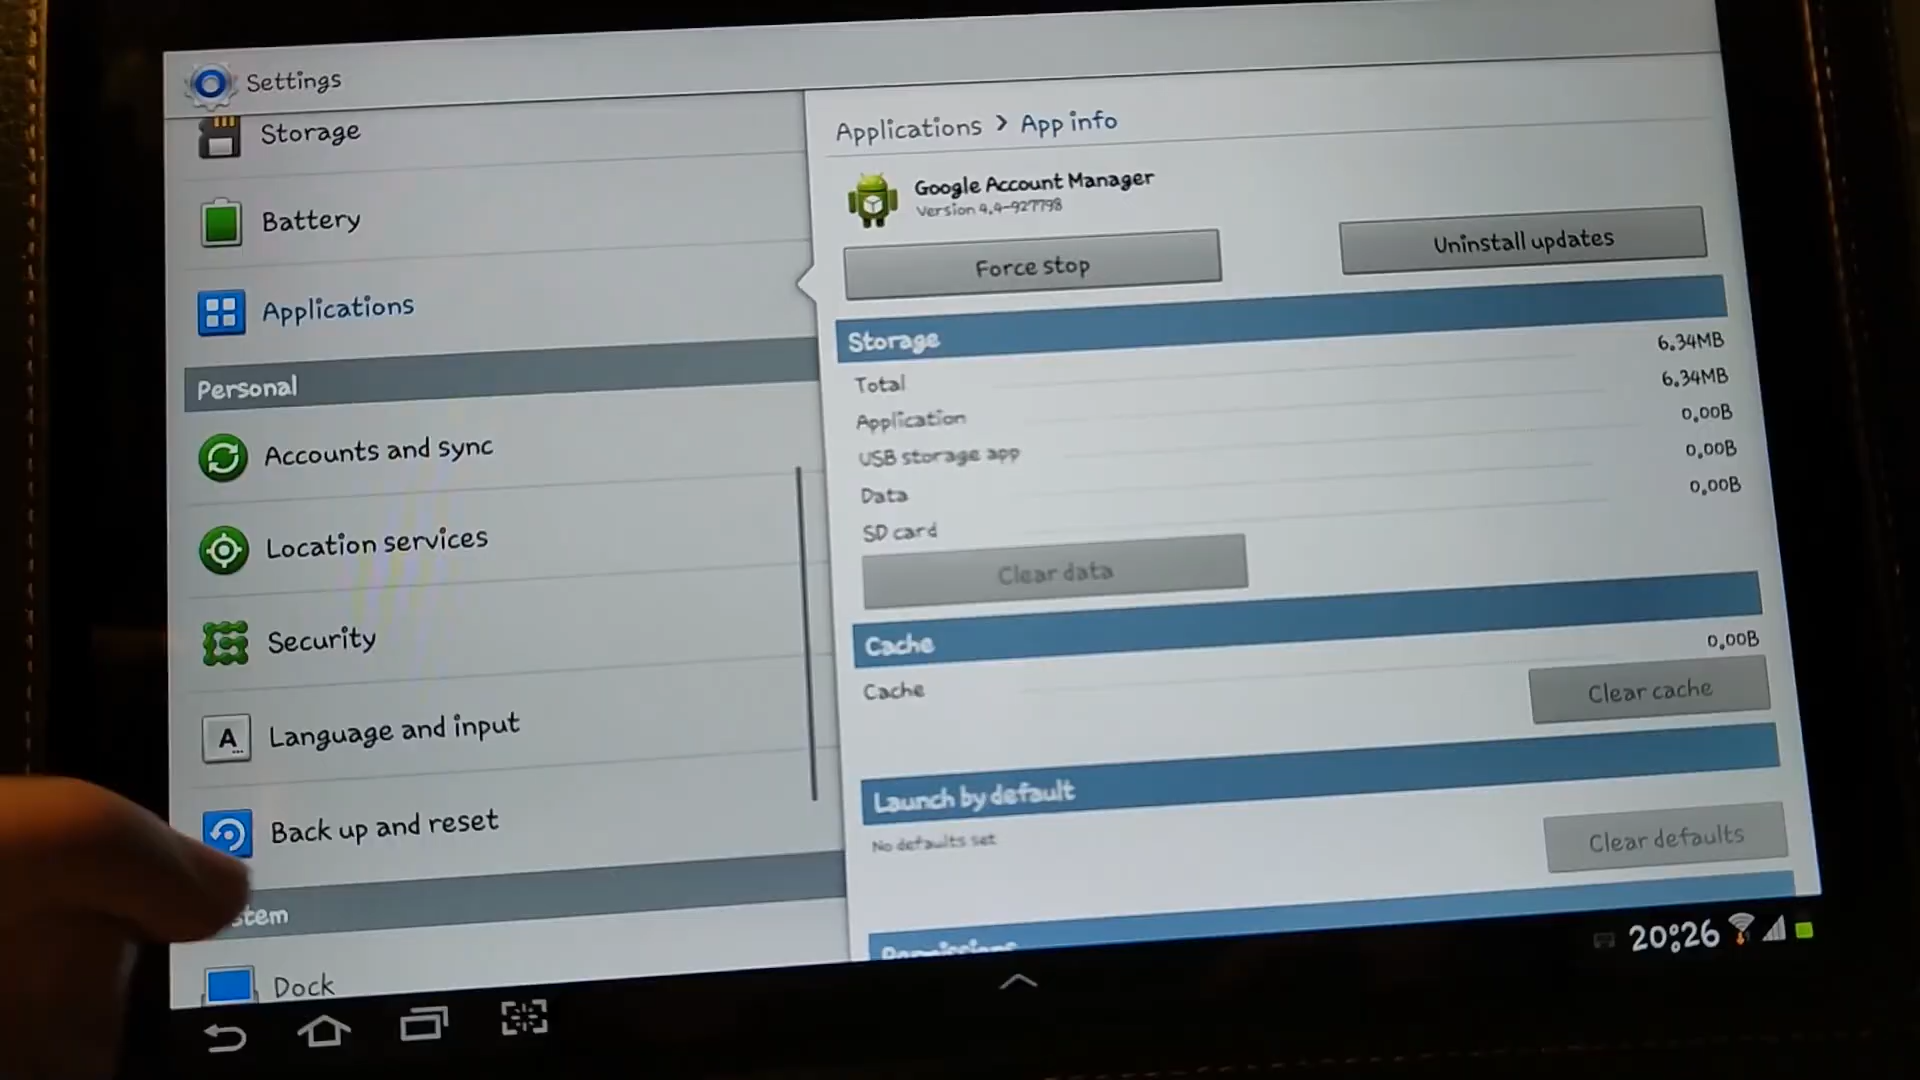 Settings
Storage
Battery
Applications
Personal
Accounts and sync
Location services
Security
A...
Language and input
Back up and reset
stem
Dock
Applications > App info
Google Account Manager
Version 4.4-927798
Force stop
Uninstall updates
Storage
Total 6.34MB
Application 6.34MB
USB storage app 0.00B
Data 0.00B
SD card 0.00B
Clear data
Cache
Cache 0.00B
Clear cache
Launch by default
No defaults set
Clear defaults
Permissions
20:26